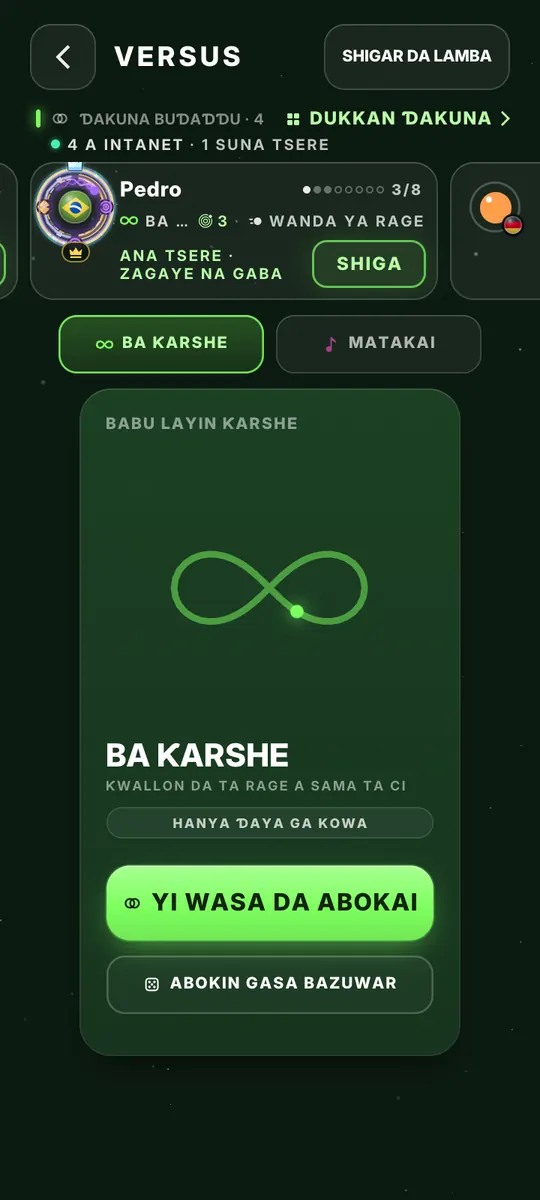 VERSUS
SHIGAR DA LAMBA
ƊAKUNA BUƊAƊƊU · 4
DUKKAN ƊAKUNA
4 A INTANET · 1 SUNA TSERE
Pedro
3/8
BA ... 3 · WANDA YA RAGE
ANA TSERE ·
ZAGAYE NA GABA
SHIGA
BA KARSHE
MATAKAI
BABU LAYIN KARSHE
BA KARSHE
KWALLON DA TA RAGE A SAMA TA CI
HANYA ƊAYA GA KOWA
YI WASA DA ABOKAI
ABOKIN GASA BAZUWAR